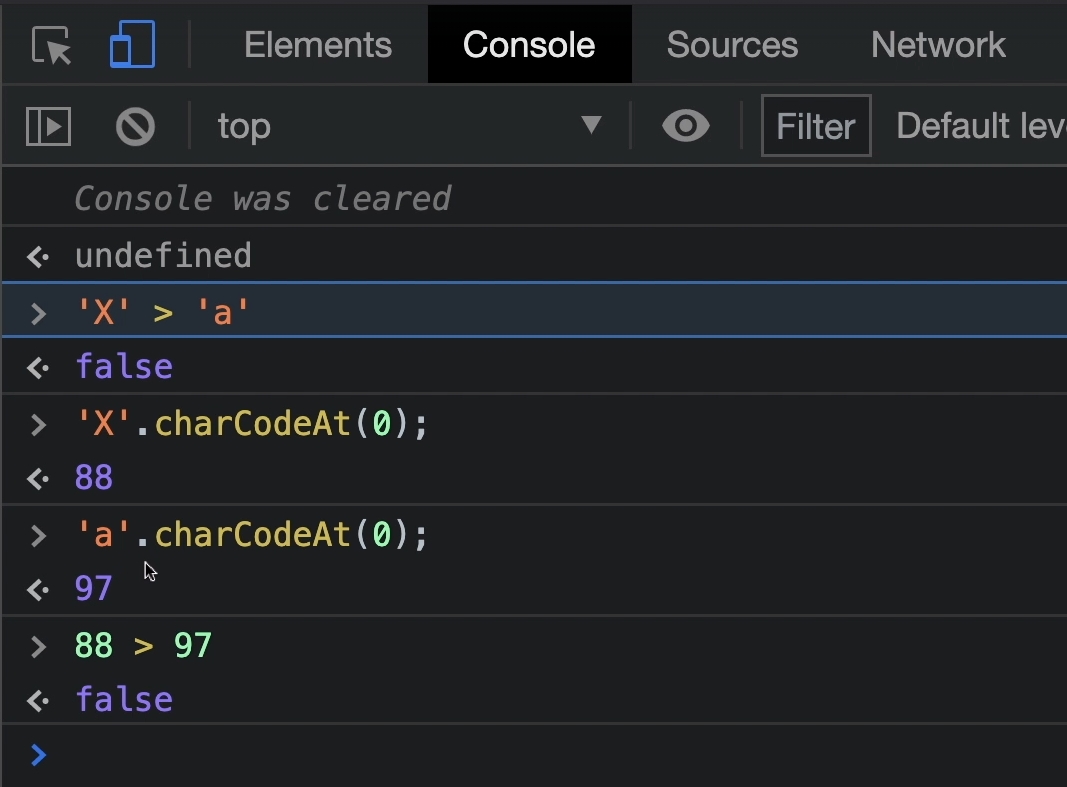 Elements Console Sources Network
top ▼ Filter Default lev
Console was cleared
undefined
> 'X' > 'a'
false
> 'X'.charCodeAt(0);
88
> 'a'.charCodeAt(0);
97
> 88 > 97
false
>